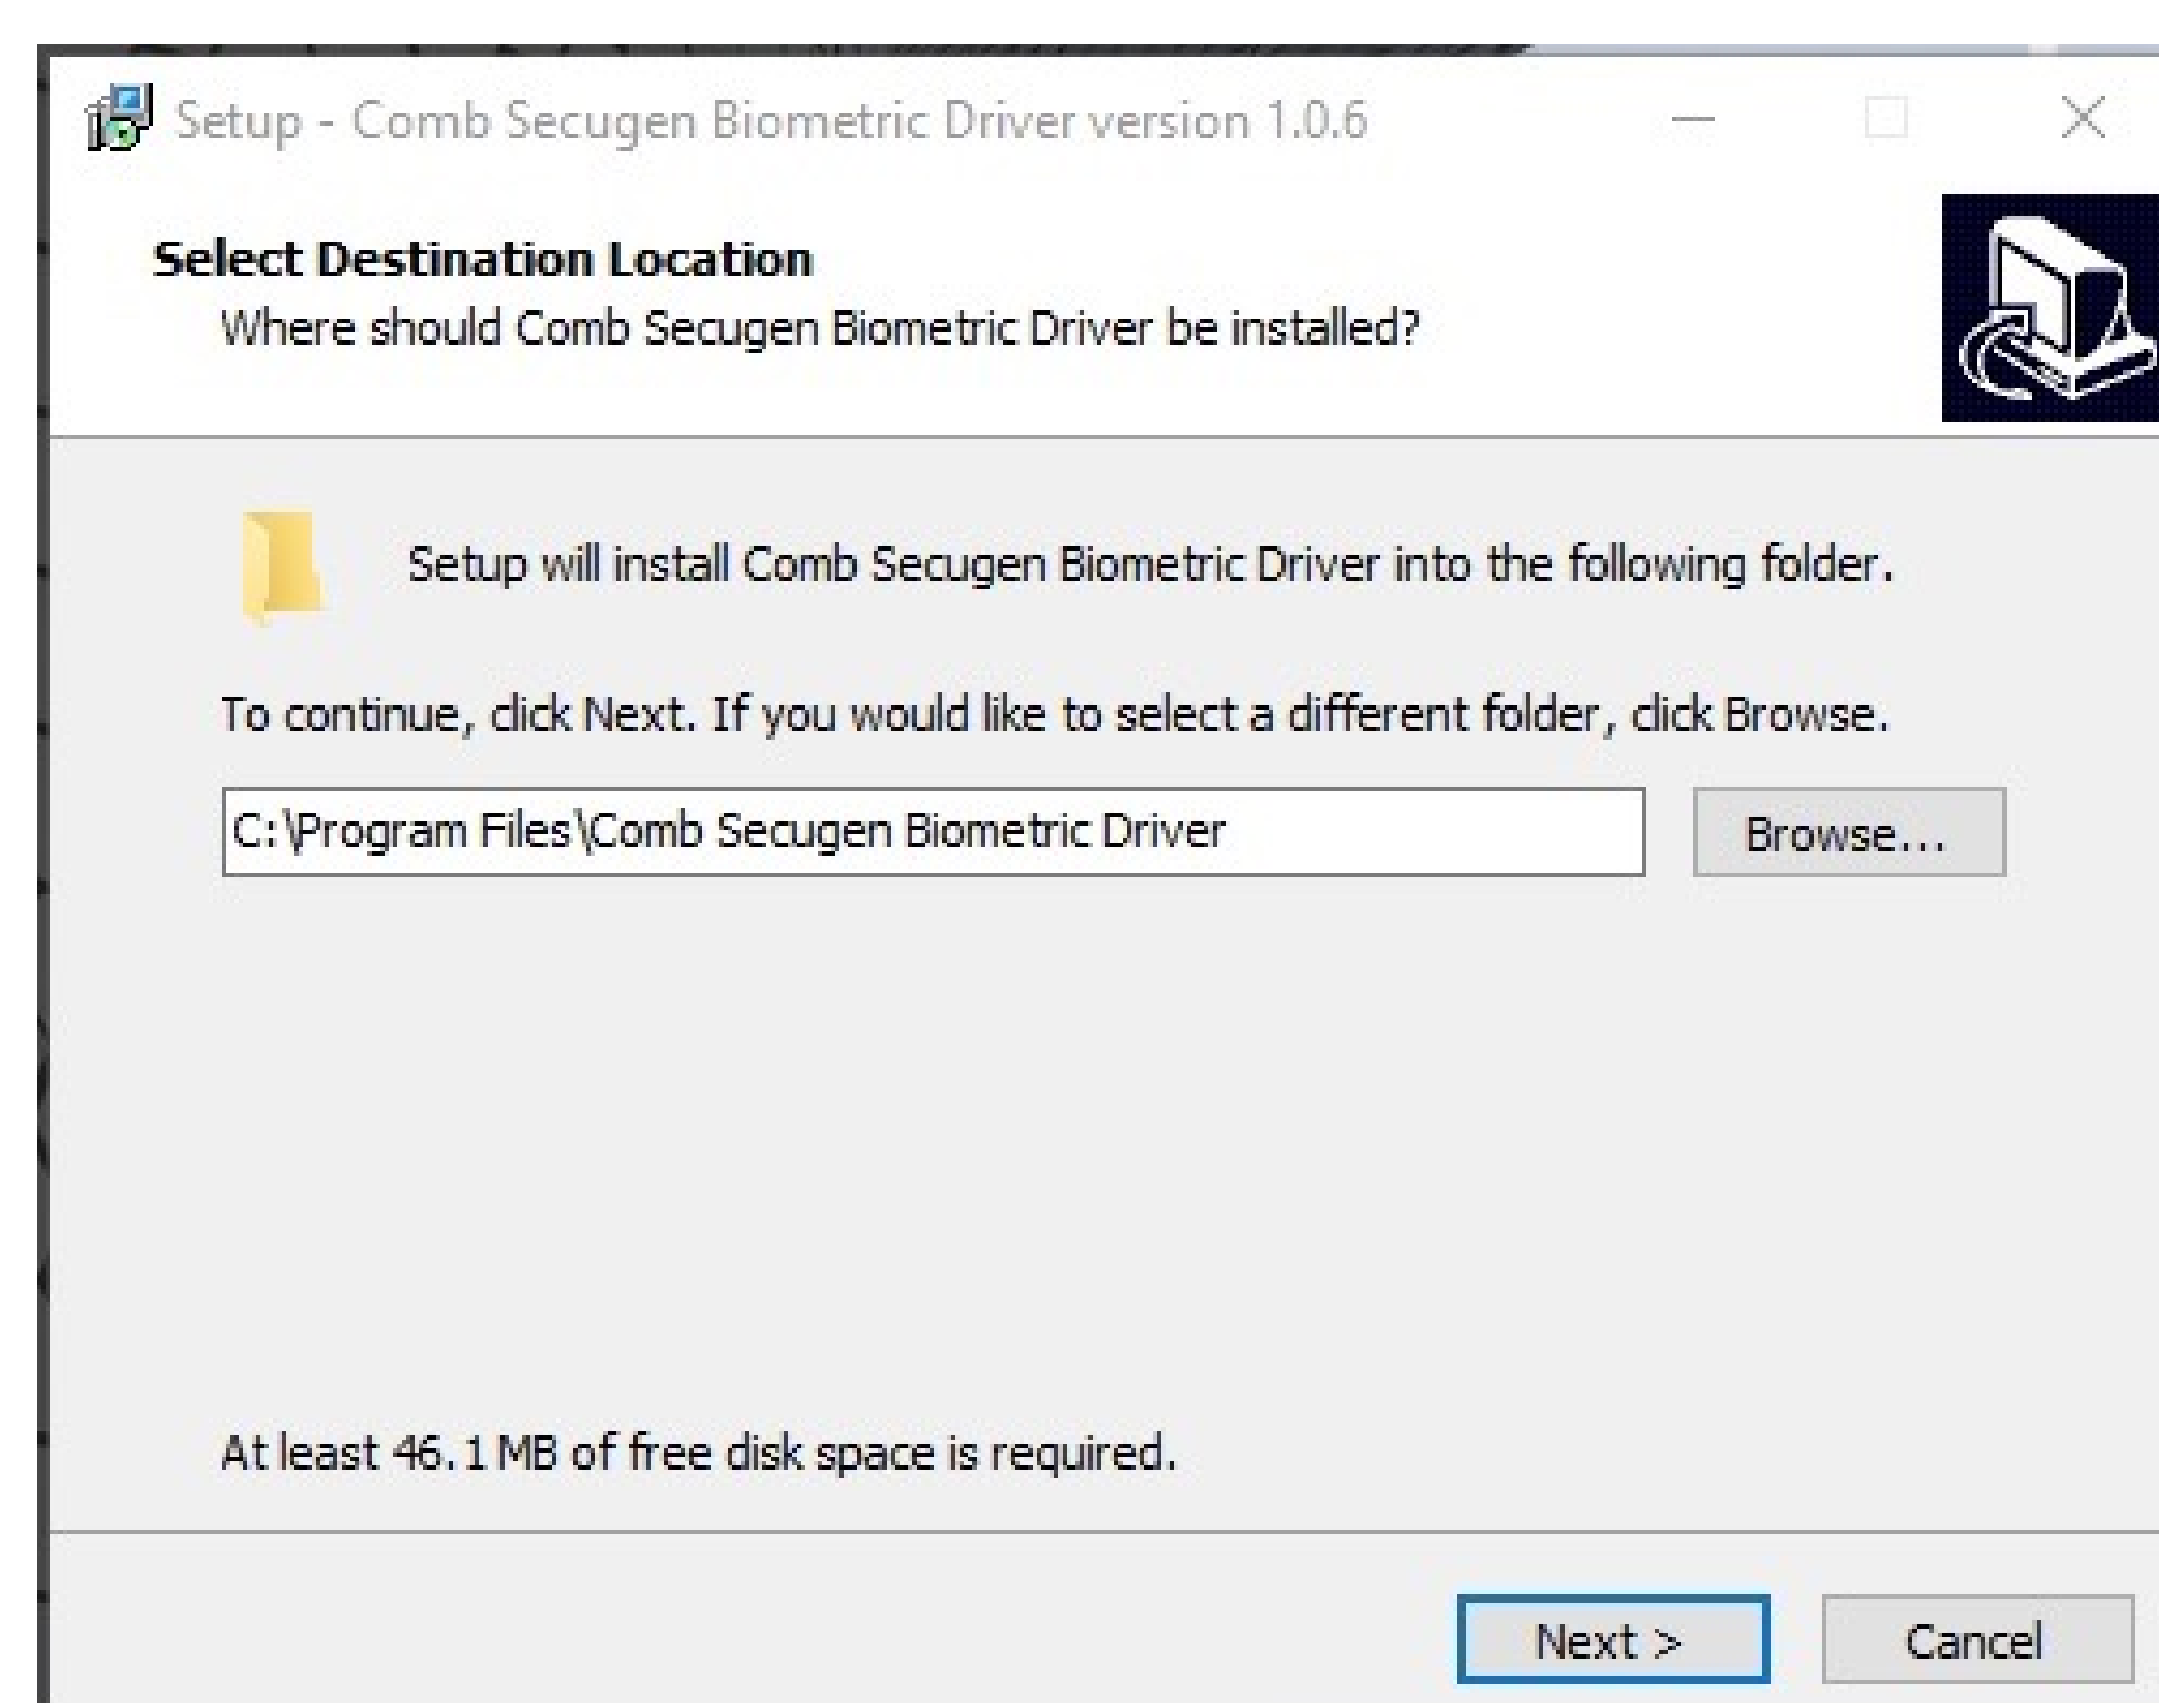 Setup - Comb Secugen Biometric Driver version 1.0.6
Select Destination Location
Where should Comb Secugen Biometric Driver be installed?
Setup will install Comb Secugen Biometric Driver into the following folder.
To continue, click Next. If you would like to select a different folder, click Browse.
C:\Program Files\Comb Secugen Biometric Driver
Browse...
At least 46.1 MB of free disk space is required.
Next >
Cancel